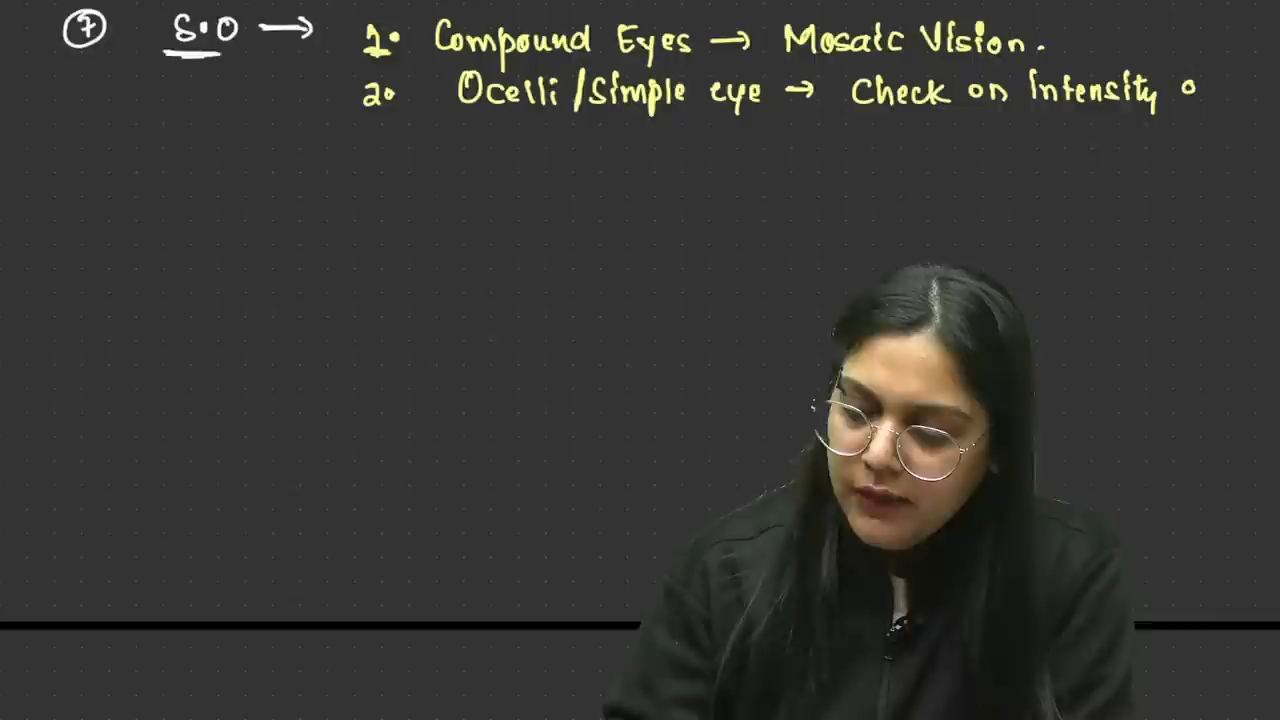 7 S.O → 1. Compound Eyes → Mosaic Vision.
2. Ocelli/Simple eye → Check on intensity o